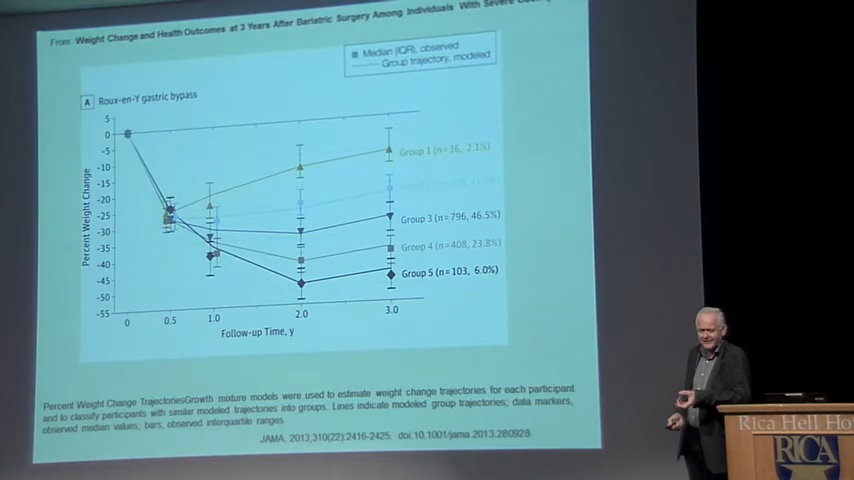 From: Weight Change and Health Outcomes at 3 Years After Bariatric Surgery Among Individuals With Severe
Median (IQR), observed
Group trajectory, modeled
A Roux-en-Y gastric bypass
5
0
-5
-10
-15
-20
-25
-30
-35
-40
-45
-50
-55
Percent Weight Change
Group 1 (n=36, 2.1%)
Group 3 (n=796, 46.5%)
Group 4 (n=408, 23.8%)
Group 5 (n=103, 6.0%)
0 0.5 1.0 2.0 3.0
Follow-up Time, y
Percent Weight Change TrajectoriesGrowth mixture models were used to estimate weight change trajectories for each participant
and to classify participants with similar modeled trajectories into groups. Lines indicate modeled group trajectories; data markers,
observed median values; bars, observed interquartile ranges.
JAMA. 2013;310(22):2416-2425. doi:10.1001/jama.2013.280928
Rica Hell Ho
RICA